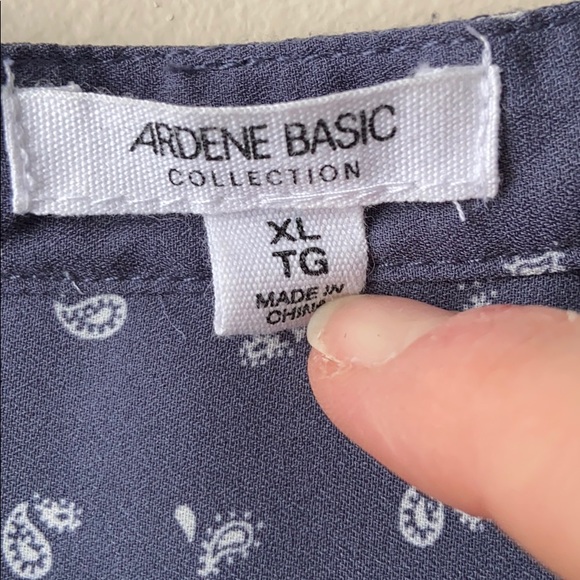 ARDENE BASIC
COLLECTION
XL
TG
MADE IN
CHINA